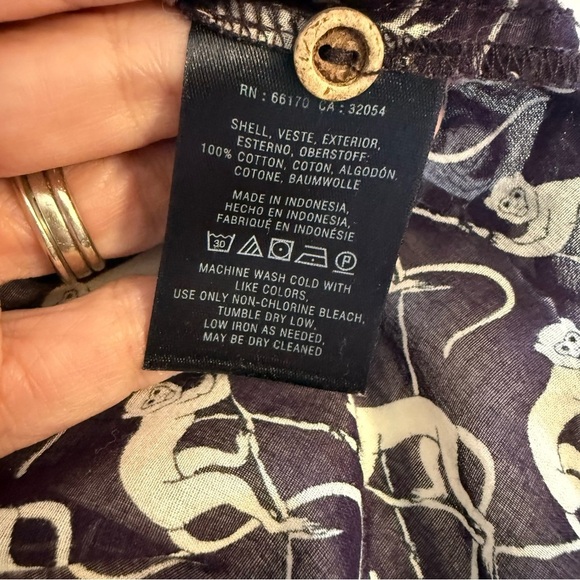 RN : 66170 CA : 32054
SHELL, VESTE, EXTERIOR,
ESTERNO, OBERSTOFF:
100% COTTON, COTON, ALGODÓN,
COTONE, BAUMWOLLE
MADE IN INDONESIA,
HECHO EN INDONESIA,
FABRIQUÉ EN INDONÉSIE
30 P
MACHINE WASH COLD WITH
LIKE COLORS,
USE ONLY NON-CHLORINE BLEACH,
TUMBLE DRY LOW,
LOW IRON AS NEEDED,
MAY BE DRY CLEANED